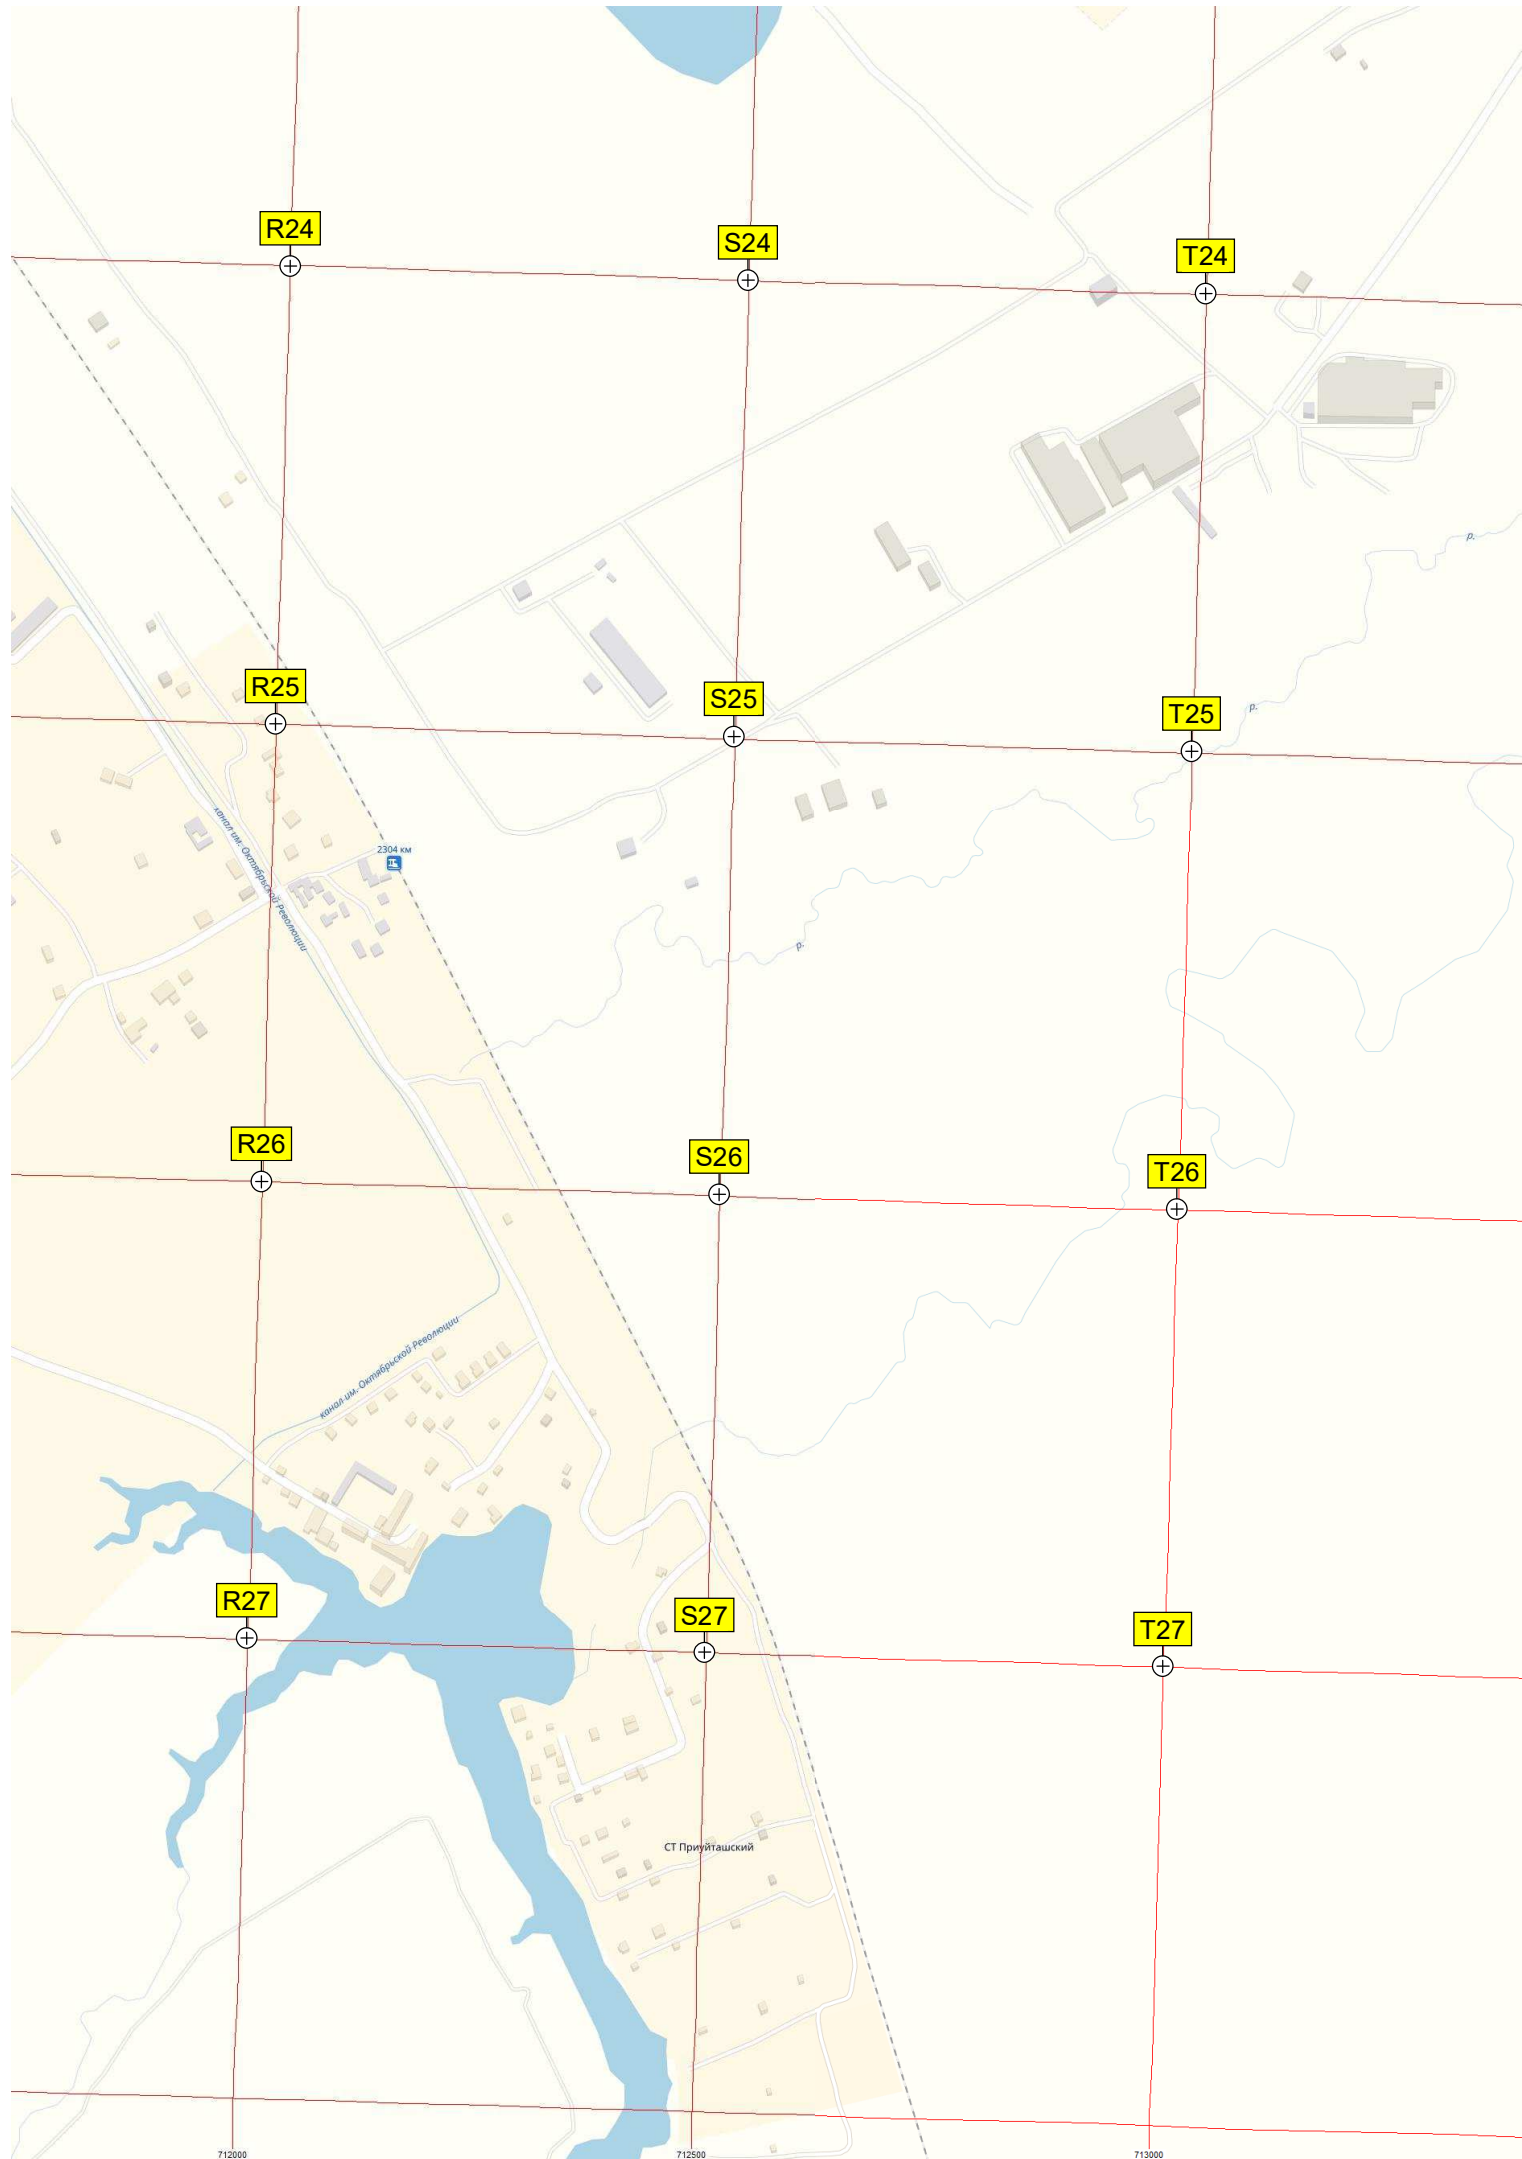 R24
S24
T24
р.
R25
S25
T25
р.
канал им. Октябрьской Революции
2304 км
р.
R26
S26
T26
канал им. Октябрьской Революции
R27
S27
T27
СТ Приуйташский
712000
712500
713000